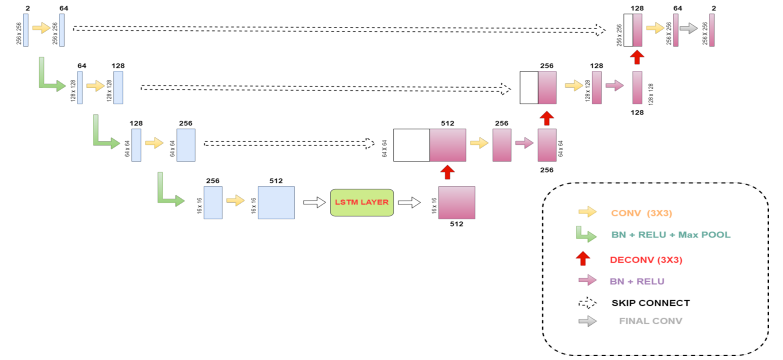 2 64 128 64 2
256 x 256 256 x 256 256 x 256 256 x 256
64 128 256 128
128 x 128 128 x 128 128 x 128 128 x 128
128
128 256 512 256
64 x 64 64 x 64 64 X 64 64 x 64
256
256 512
16 x 16 16 x 16 LSTM LAYER 16 x 16
512
CONV (3X3)
BN + RELU + Max POOL
DECONV (3X3)
BN + RELU
SKIP CONNECT
FINAL CONV